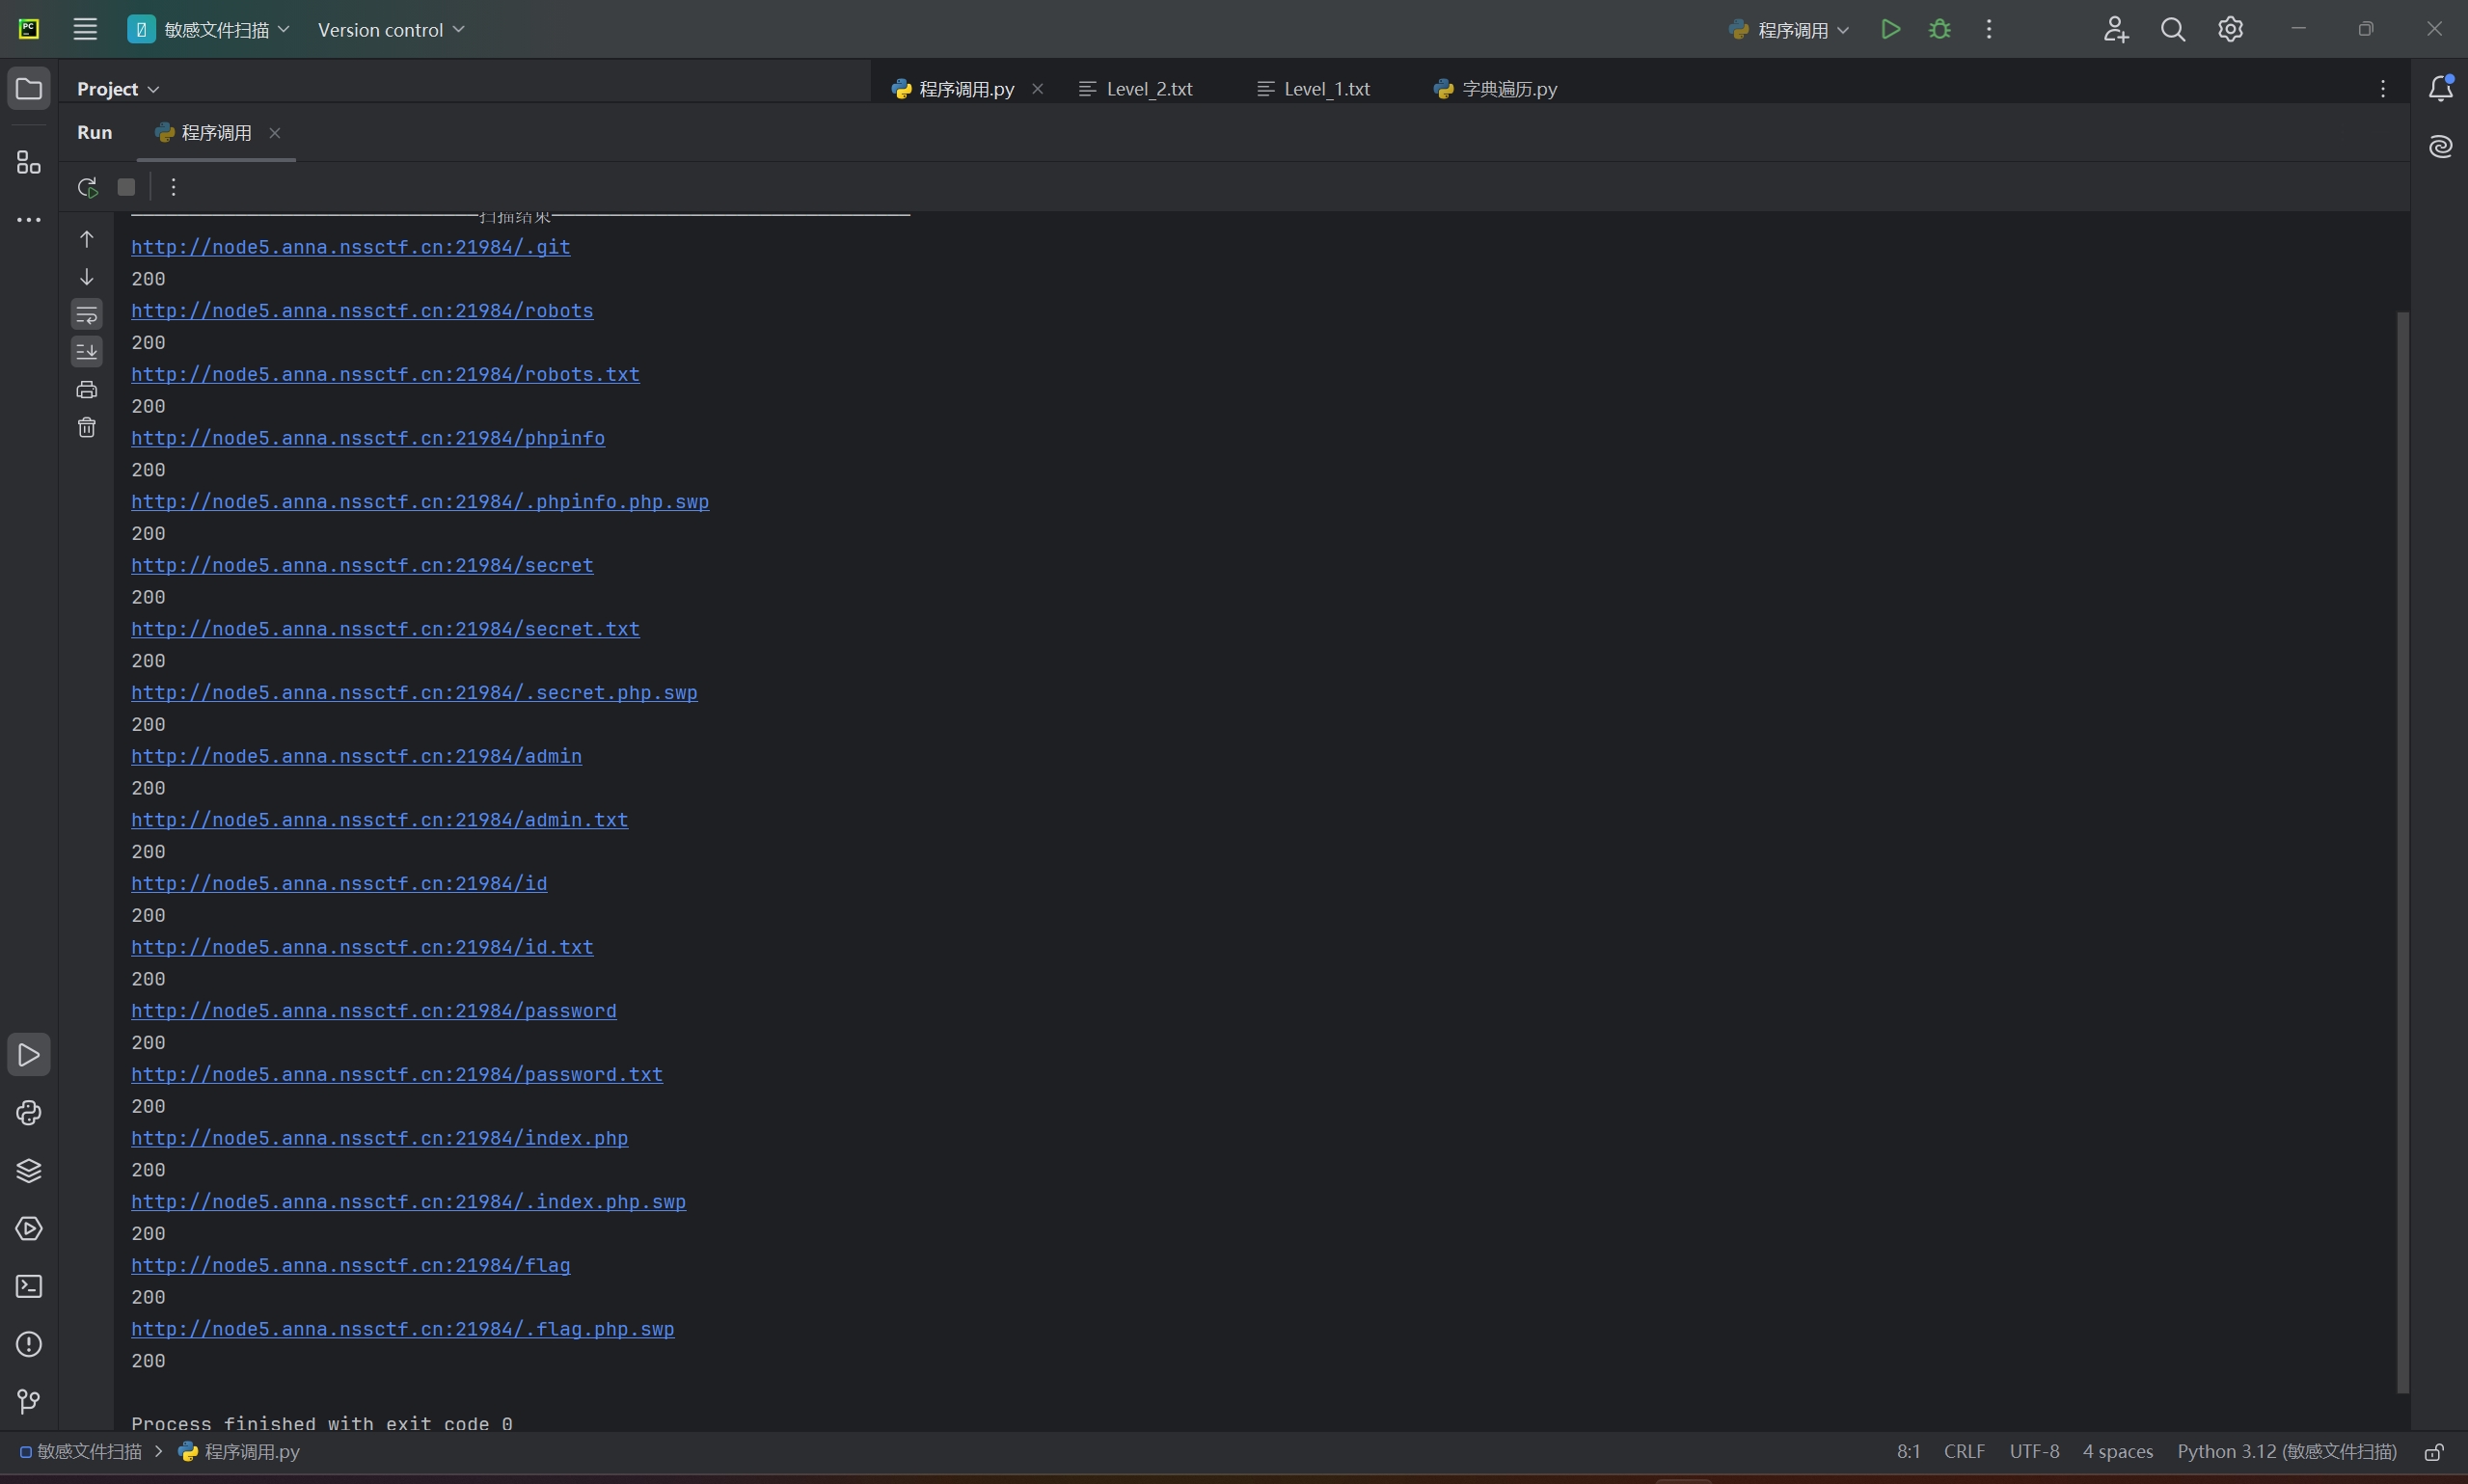 敏感文件扫描 Version control 程序调用
Project 程序调用.py Level_2.txt Level_1.txt 字典遍历.py
Run 程序调用
扫描结果
http://node5.anna.nssctf.cn:21984/.git
200
http://node5.anna.nssctf.cn:21984/robots
200
http://node5.anna.nssctf.cn:21984/robots.txt
200
http://node5.anna.nssctf.cn:21984/phpinfo
200
http://node5.anna.nssctf.cn:21984/.phpinfo.php.swp
200
http://node5.anna.nssctf.cn:21984/secret
200
http://node5.anna.nssctf.cn:21984/secret.txt
200
http://node5.anna.nssctf.cn:21984/.secret.php.swp
200
http://node5.anna.nssctf.cn:21984/admin
200
http://node5.anna.nssctf.cn:21984/admin.txt
200
http://node5.anna.nssctf.cn:21984/id
200
http://node5.anna.nssctf.cn:21984/id.txt
200
http://node5.anna.nssctf.cn:21984/password
200
http://node5.anna.nssctf.cn:21984/password.txt
200
http://node5.anna.nssctf.cn:21984/index.php
200
http://node5.anna.nssctf.cn:21984/.index.php.swp
200
http://node5.anna.nssctf.cn:21984/flag
200
http://node5.anna.nssctf.cn:21984/.flag.php.swp
200
Process finished with exit code 0
敏感文件扫描 > 程序调用.py 8:1 CRLF UTF-8 4 spaces Python 3.12 (敏感文件扫描)